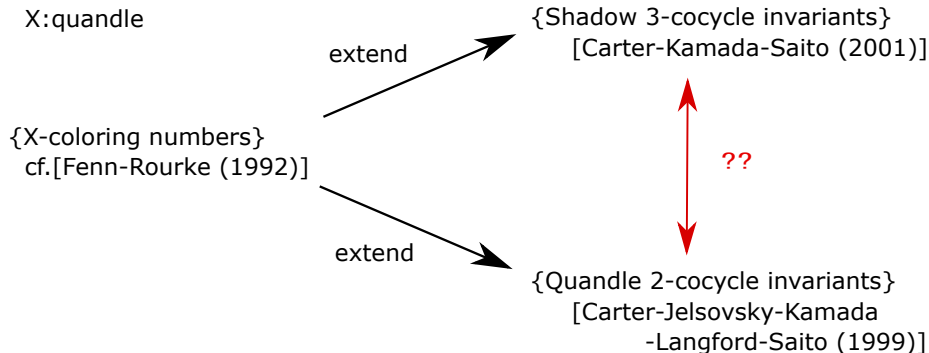 X:quandle
{Shadow 3-cocycle invariants}
[Carter-Kamada-Saito (2001)]
extend
{X-coloring numbers}
cf.[Fenn-Rourke (1992)]
??
extend
{Quandle 2-cocycle invariants}
[Carter-Jelsovsky-Kamada
-Langford-Saito (1999)]